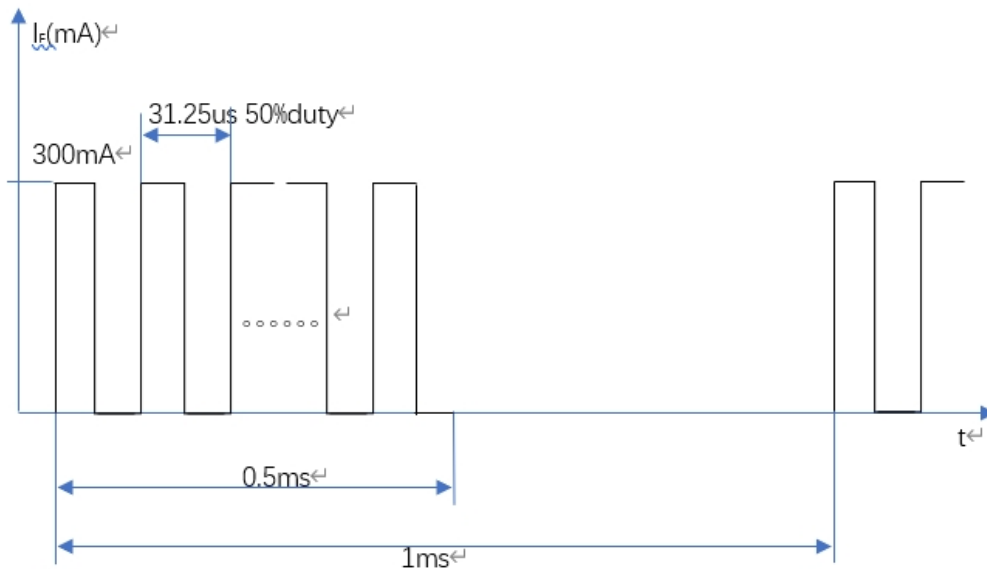 IF(mA)↵
31.25us 50%duty↵
300mA↵
。。。。。。↵
t↵
0.5ms↵
1ms↵